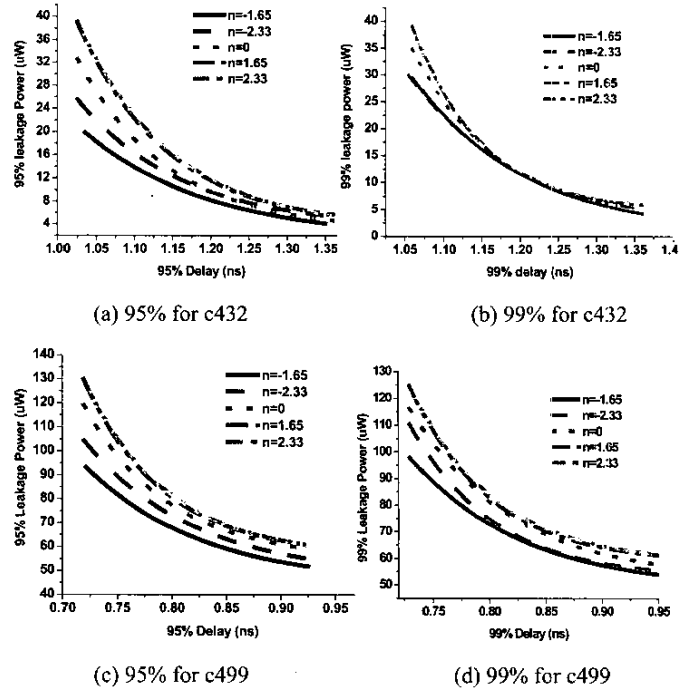 40
36
32
28
24
20
16
12
8
4
95% leakage Power (uW)
n=-1.65
n=-2.33
n=0
n=1.65
n=2.33
1.00 1.05 1.10 1.15 1.20 1.25 1.30 1.35
95% Delay (ns)
(a) 95% for c432
40
35
30
25
20
15
10
5
0
99% leakage power (uW)
n=-1.65
n=-2.33
n=0
n=1.65
n=2.33
1.05 1.10 1.15 1.20 1.25 1.30 1.35 1.4
99% delay (ns)
(b) 99% for c432
140
130
120
110
100
90
80
70
60
50
40
95% Leakage Power (uW)
n=-1.65
n=-2.33
n=0
n=1.65
n=2.33
0.70 0.75 0.80 0.85 0.90 0.95
95% Delay (ns)
(c) 95% for c499
130
120
110
100
90
80
70
60
50
99% Leakage Power (uW)
n=-1.65
n=-2.33
n=0
n=1.65
n=2.33
0.75 0.80 0.85 0.90 0.95
99% Delay (ns)
(d) 99% for c499